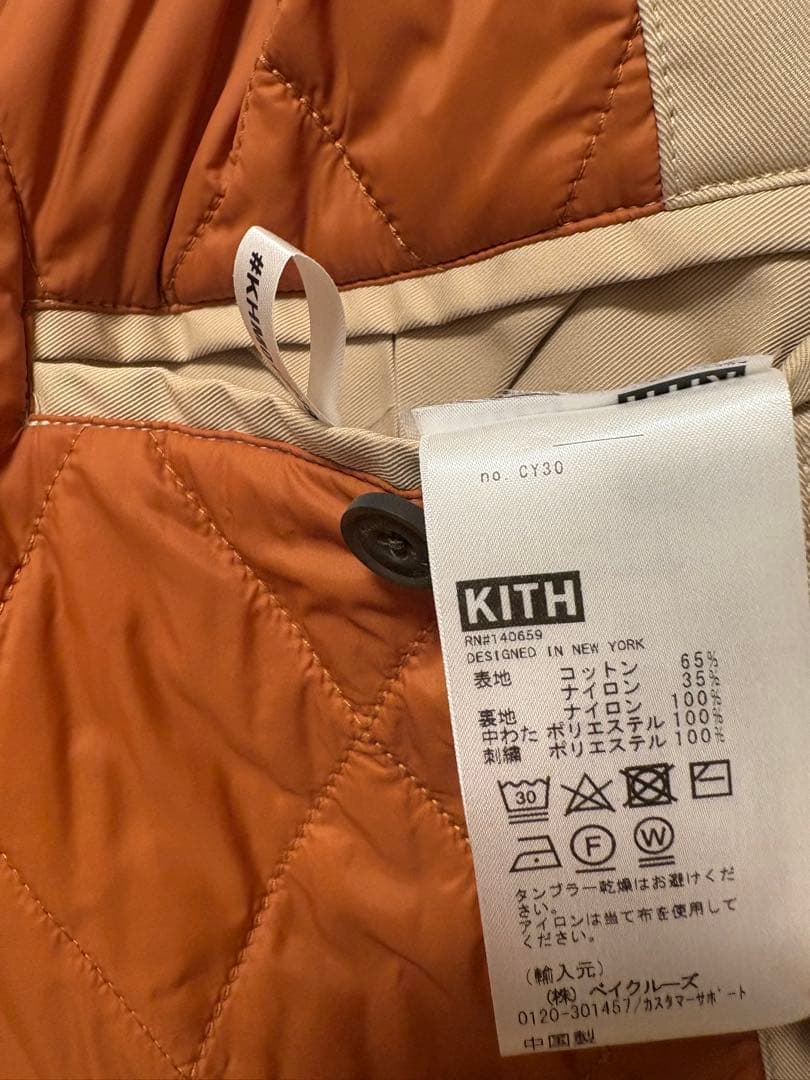 #KHM
KITH
no. CY30
KITH
RN#140659
DESIGNED IN NEW YORK
表地 コットン 65%
ナイロン 35%
裏地 ナイロン 100%
中わた ポリエステル 100%
刺繍 ポリエステル 100%
30
F
W
タンブラー乾燥はお避けくだ
さい。
アイロンは当て布を使用して
ください。
(輸入元)
(株) ベイクルーズ
0120-301457/カスタマーサポート
中国製